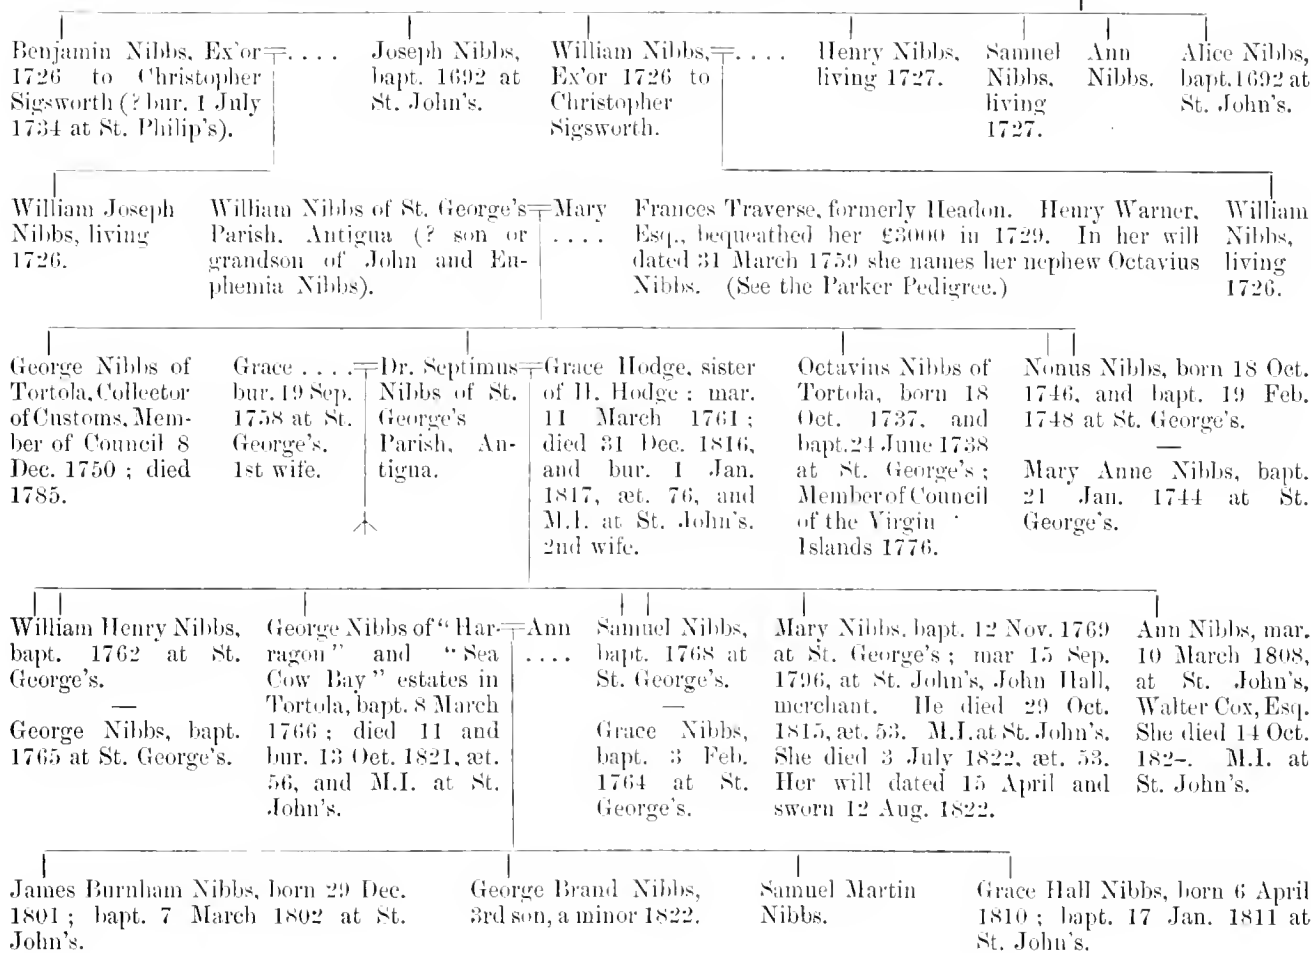 Benjamin Nibbs, Ex'or
1726 to Christopher
Sigsworth (? bur. 1 July
1734 at St. Philip's).
. . . .
Joseph Nibbs,
bapt. 1692 at
St. John's.
William Nibbs,
Ex'or 1726 to
Christopher
Sigsworth.
. . . .
Henry Nibbs,
living 1727.
Samuel
Nibbs,
living
1727.
Ann
Nibbs.
Alice Nibbs,
bapt. 1692 at
St. John's.
William Joseph
Nibbs, living
1726.
William Nibbs of St. George's
Parish, Antigua (? son or
grandson of John and Eu-
phemia Nibbs).
Mary
. . . .
Frances Traverse, formerly Headon. Henry Warner,
Esq., bequeathed her £3000 in 1729. In her will
dated 31 March 1759 she names her nephew Octavius
Nibbs. (See the Parker Pedigree.)
William
Nibbs,
living
1726.
George Nibbs of
Tortola, Collector
of Customs, Mem-
ber of Council 8
Dec. 1750 ; died
1785.
Grace . . . .
bur. 19 Sep.
1758 at St.
George's.
1st wife.
Dr. Septimus
Nibbs of St.
George's
Parish, An-
tigua.
Grace Hodge, sister
of H. Hodge ; mar.
11 March 1761 ;
died 31 Dec. 1816,
and bur. 1 Jan.
1817, æt. 76, and
M.I. at St. John's.
2nd wife.
Octavius Nibbs of
Tortola, born 18
Oct. 1737, and
bapt. 24 June 1738
at St. George's ;
Member of Council
of the Virgin
Islands 1776.
Nonus Nibbs, born 18 Oct.
1746, and bapt. 19 Feb.
1748 at St. George's.
—
Mary Anne Nibbs, bapt.
21 Jan. 1744 at St.
George's.
William Henry Nibbs,
bapt. 1762 at St.
George's.
—
George Nibbs, bapt.
1765 at St. George's.
George Nibbs of "Har-
ragon" and "Sea
Cow Bay" estates in
Tortola, bapt. 8 March
1766 ; died 11 and
bur. 13 Oct. 1821, æt.
56, and M.I. at St.
John's.
Ann
. . . .
Samuel Nibbs,
bapt. 1768 at
St. George's.
—
Grace Nibbs,
bapt. 3 Feb.
1764 at St.
George's.
Mary Nibbs, bapt. 12 Nov. 1769
at St. George's ; mar 15 Sep.
1796, at St. John's, John Hall,
merchant. He died 29 Oct.
1815, æt. 53. M.I. at St. John's.
She died 3 July 1822, æt. 53.
Her will dated 15 April and
sworn 12 Aug. 1822.
Ann Nibbs, mar.
10 March 1808,
at St. John's,
Walter Cox, Esq.
She died 14 Oct.
182-. M.I. at
St. John's.
James Burnham Nibbs, born 29 Dec.
1801 ; bapt. 7 March 1802 at St.
John's.
George Brand Nibbs,
3rd son, a minor 1822.
Samuel Martin
Nibbs.
Grace Hall Nibbs, born 6 April
1810 ; bapt. 17 Jan. 1811 at
St. John's.